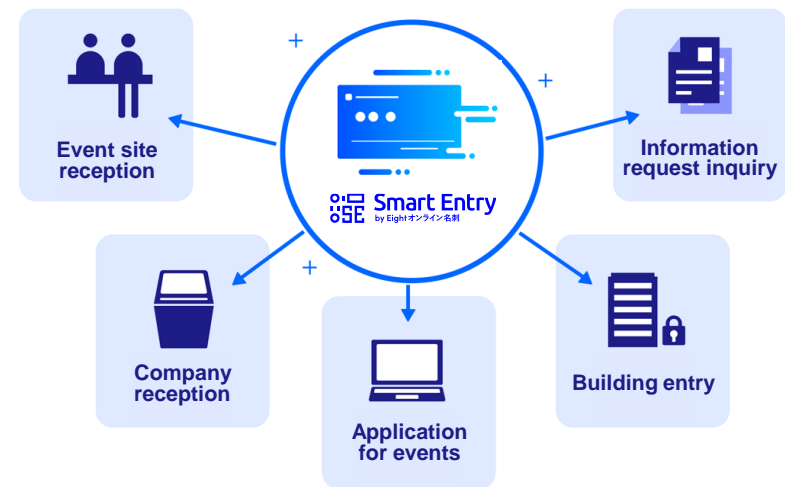 Event site
reception
Information
request inquiry
Smart Entry
by Eightオンライン名刺
Company
reception
Building entry
Application
for events